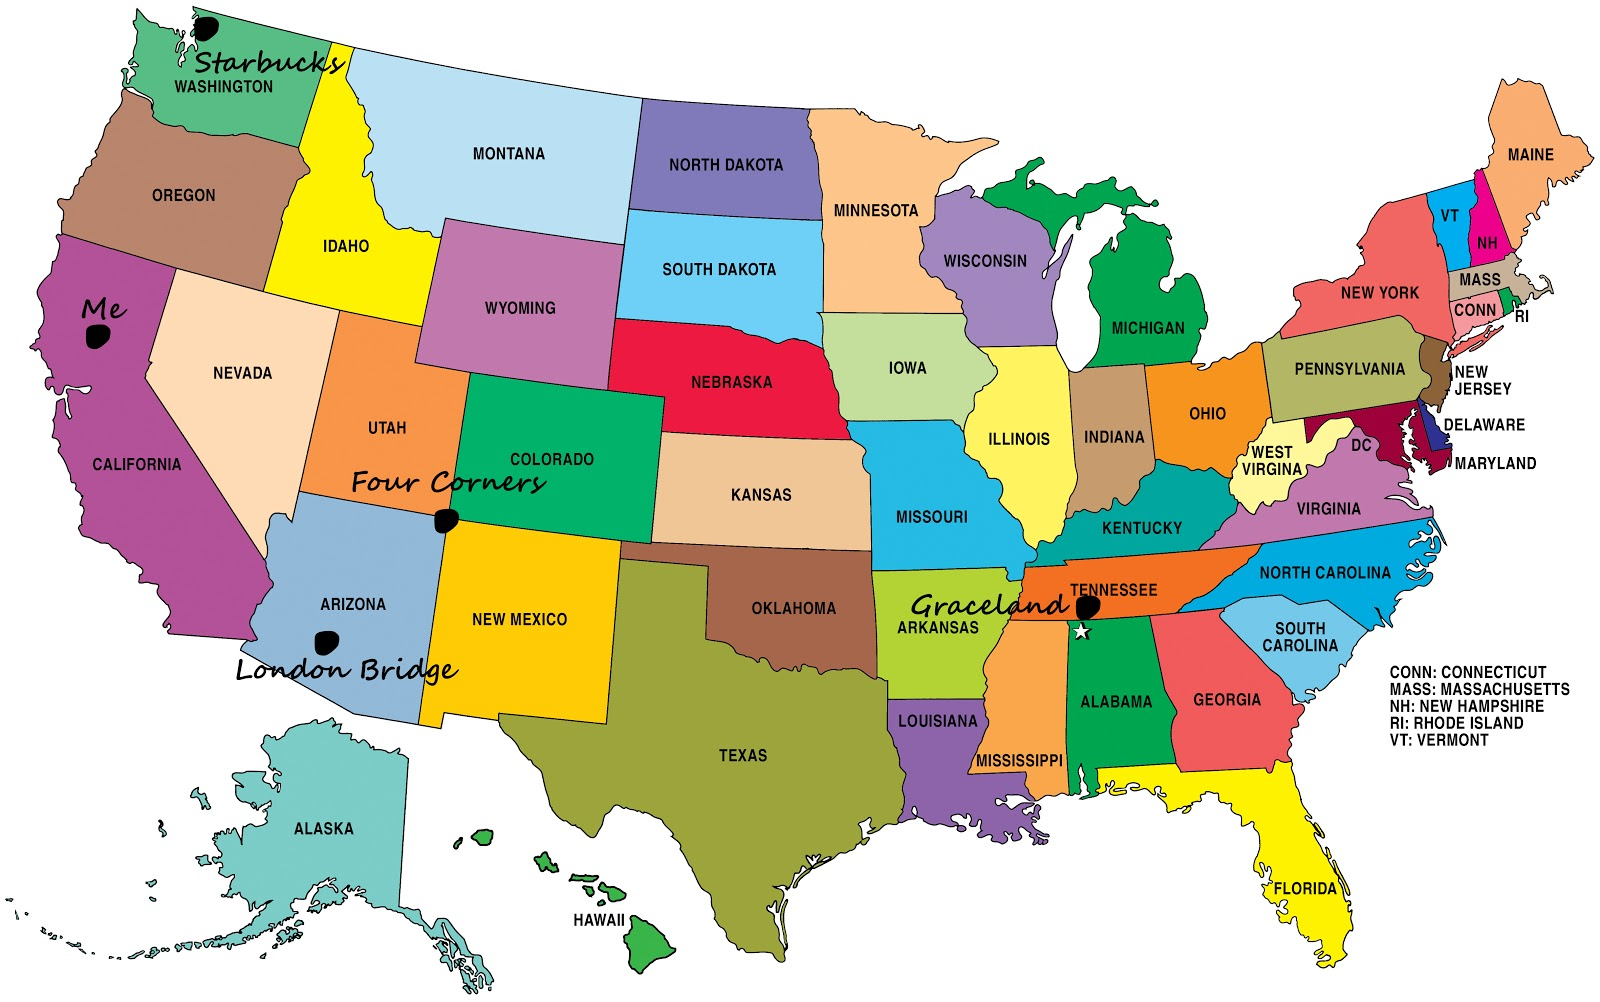 Starbucks
WASHINGTON
MONTANA
NORTH DAKOTA
MINNESOTA
MAINE
OREGON
IDAHO
VT
NH
WISCONSIN
SOUTH DAKOTA
WYOMING
Me
MASS
NEW YORK
CONN
RI
MICHIGAN
NEVADA
NEBRASKA
IOWA
PENNSYLVANIA
NEW
JERSEY
UTAH
COLORADO
ILLINOIS
INDIANA
OHIO
DELAWARE
DC
WEST
VIRGINA
MARYLAND
CALIFORNIA
Four Corners
KANSAS
MISSOURI
KENTUCKY
VIRGINIA
ARIZONA
NEW MEXICO
OKLAHOMA
Graceland
ARKANSAS
TENNESSEE
NORTH CAROLINA
SOUTH
CAROLINA
London Bridge
TEXAS
LOUISIANA
MISSISSIPPI
ALABAMA
GEORGIA
CONN: CONNECTICUT
MASS: MASSACHUSETTS
NH: NEW HAMPSHIRE
RI: RHODE ISLAND
VT: VERMONT
ALASKA
HAWAII
FLORIDA